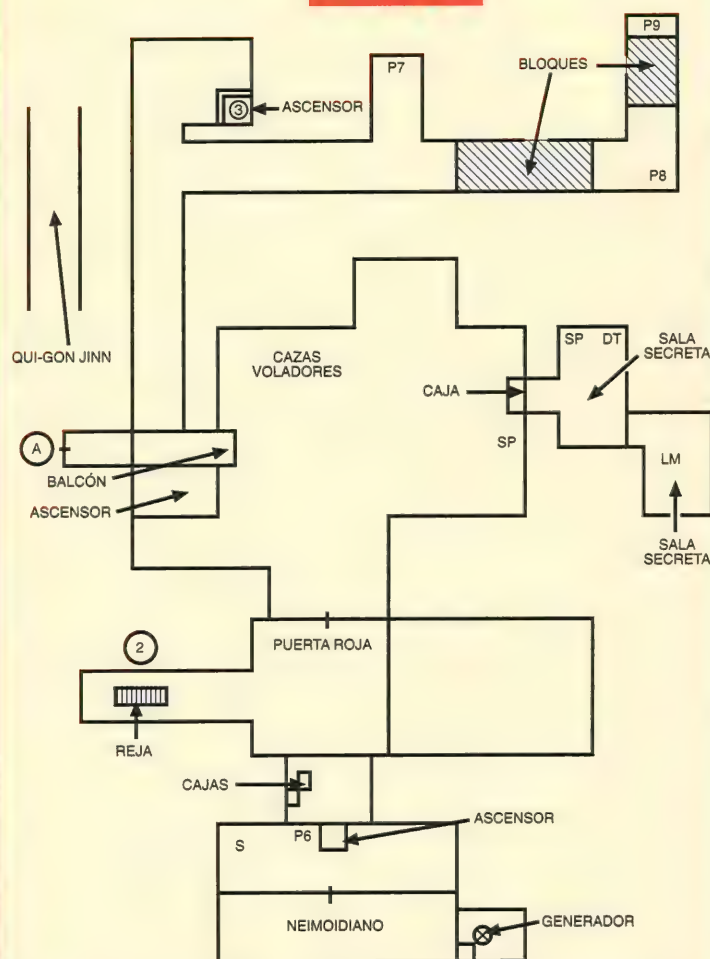 P9
BLOQUES
P7
3
ASCENSOR
P8
QUI-GON JINN
CAZAS
VOLADORES
SP
DT
SALA
SECRETA
CAJA
A
SP
LM
BALCÓN
ASCENSOR
SALA
SECRETA
2
PUERTA ROJA
REJA
CAJAS
ASCENSOR
P6
S
NEIMOIDIANO
GENERADOR